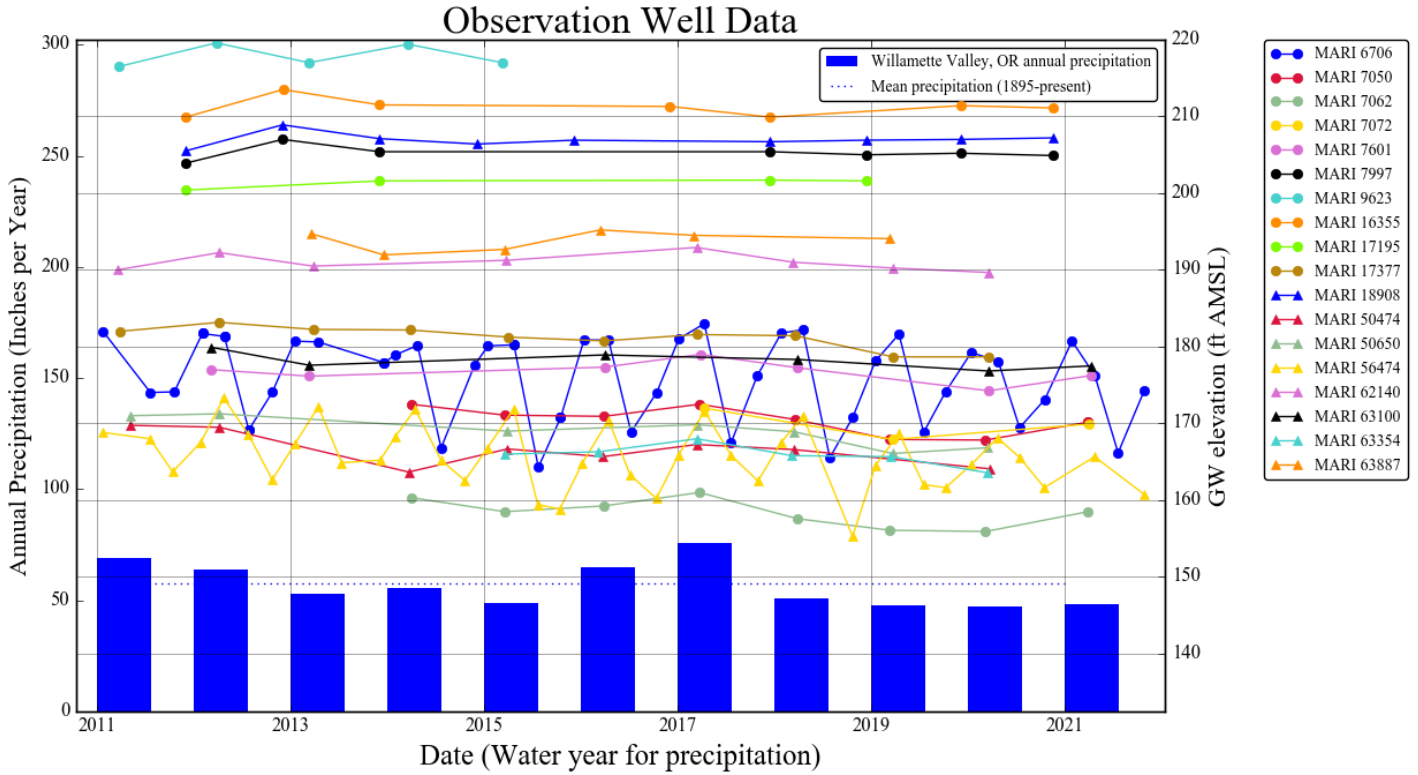 Observation Well Data
Annual Precipitation (Inches per Year)
300
250
200
150
100
50
0
Willamette Valley, OR annual precipitation
Mean precipitation (1895-present)
220
210
200
190
180
170
160
150
140
GW elevation (ft AMSL)
2011
2013
2015
2017
2019
2021
Date (Water year for precipitation)
MARI 6706
MARI 7050
MARI 7062
MARI 7072
MARI 7601
MARI 7997
MARI 9623
MARI 16355
MARI 17195
MARI 17377
MARI 18908
MARI 50474
MARI 50650
MARI 56474
MARI 62140
MARI 63100
MARI 63354
MARI 63887